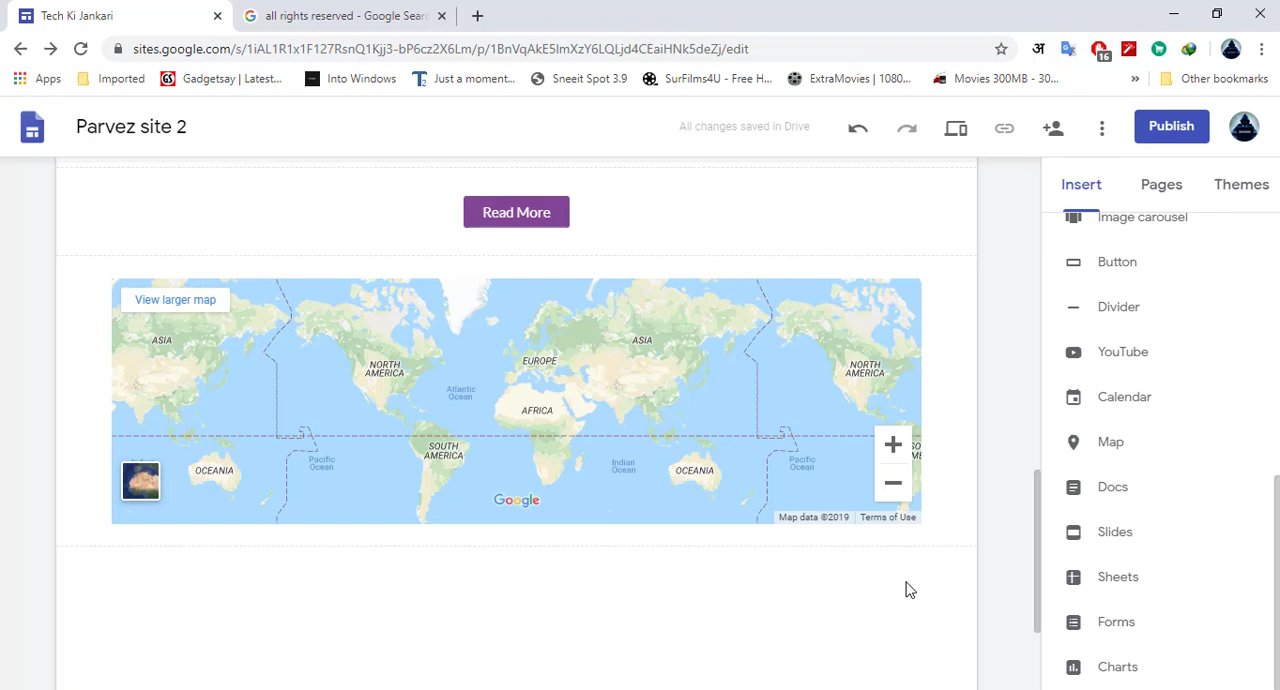 Tech Ki Jankari
all rights reserved - Google Sear
sites.google.com/s/1iAL1R1x1F127RsnQ1Kjj3-bP6cz2X6Lm/p/1BnVqAkE5lmXzY6LQLjd4CEaiHNk5deZj/edit
अ
16
Apps
Imported
GS
Gadgetsay | Latest...
Into Windows
Just a moment...
Sneeit Spot 3.9
SurFilms4U - Free H...
ExtraMovies | 1080...
Movies 300MB - 30...
»
Other bookmarks
Parvez site 2
All changes saved in Drive
Publish
Insert
Pages
Themes
Read More
View larger map
ASIA
NORTH
AMERICA
Atlantic
Ocean
EUROPE
ASIA
NORTH
AMERICA
AFRICA
OCEANIA
Pacific
Ocean
SOUTH
AMERICA
Indian
Ocean
OCEANIA
Pacific
Ocean
Google
Map data ©2019
Terms of Use
Image carousel
Button
Divider
YouTube
Calendar
Map
Docs
Slides
Sheets
Forms
Charts